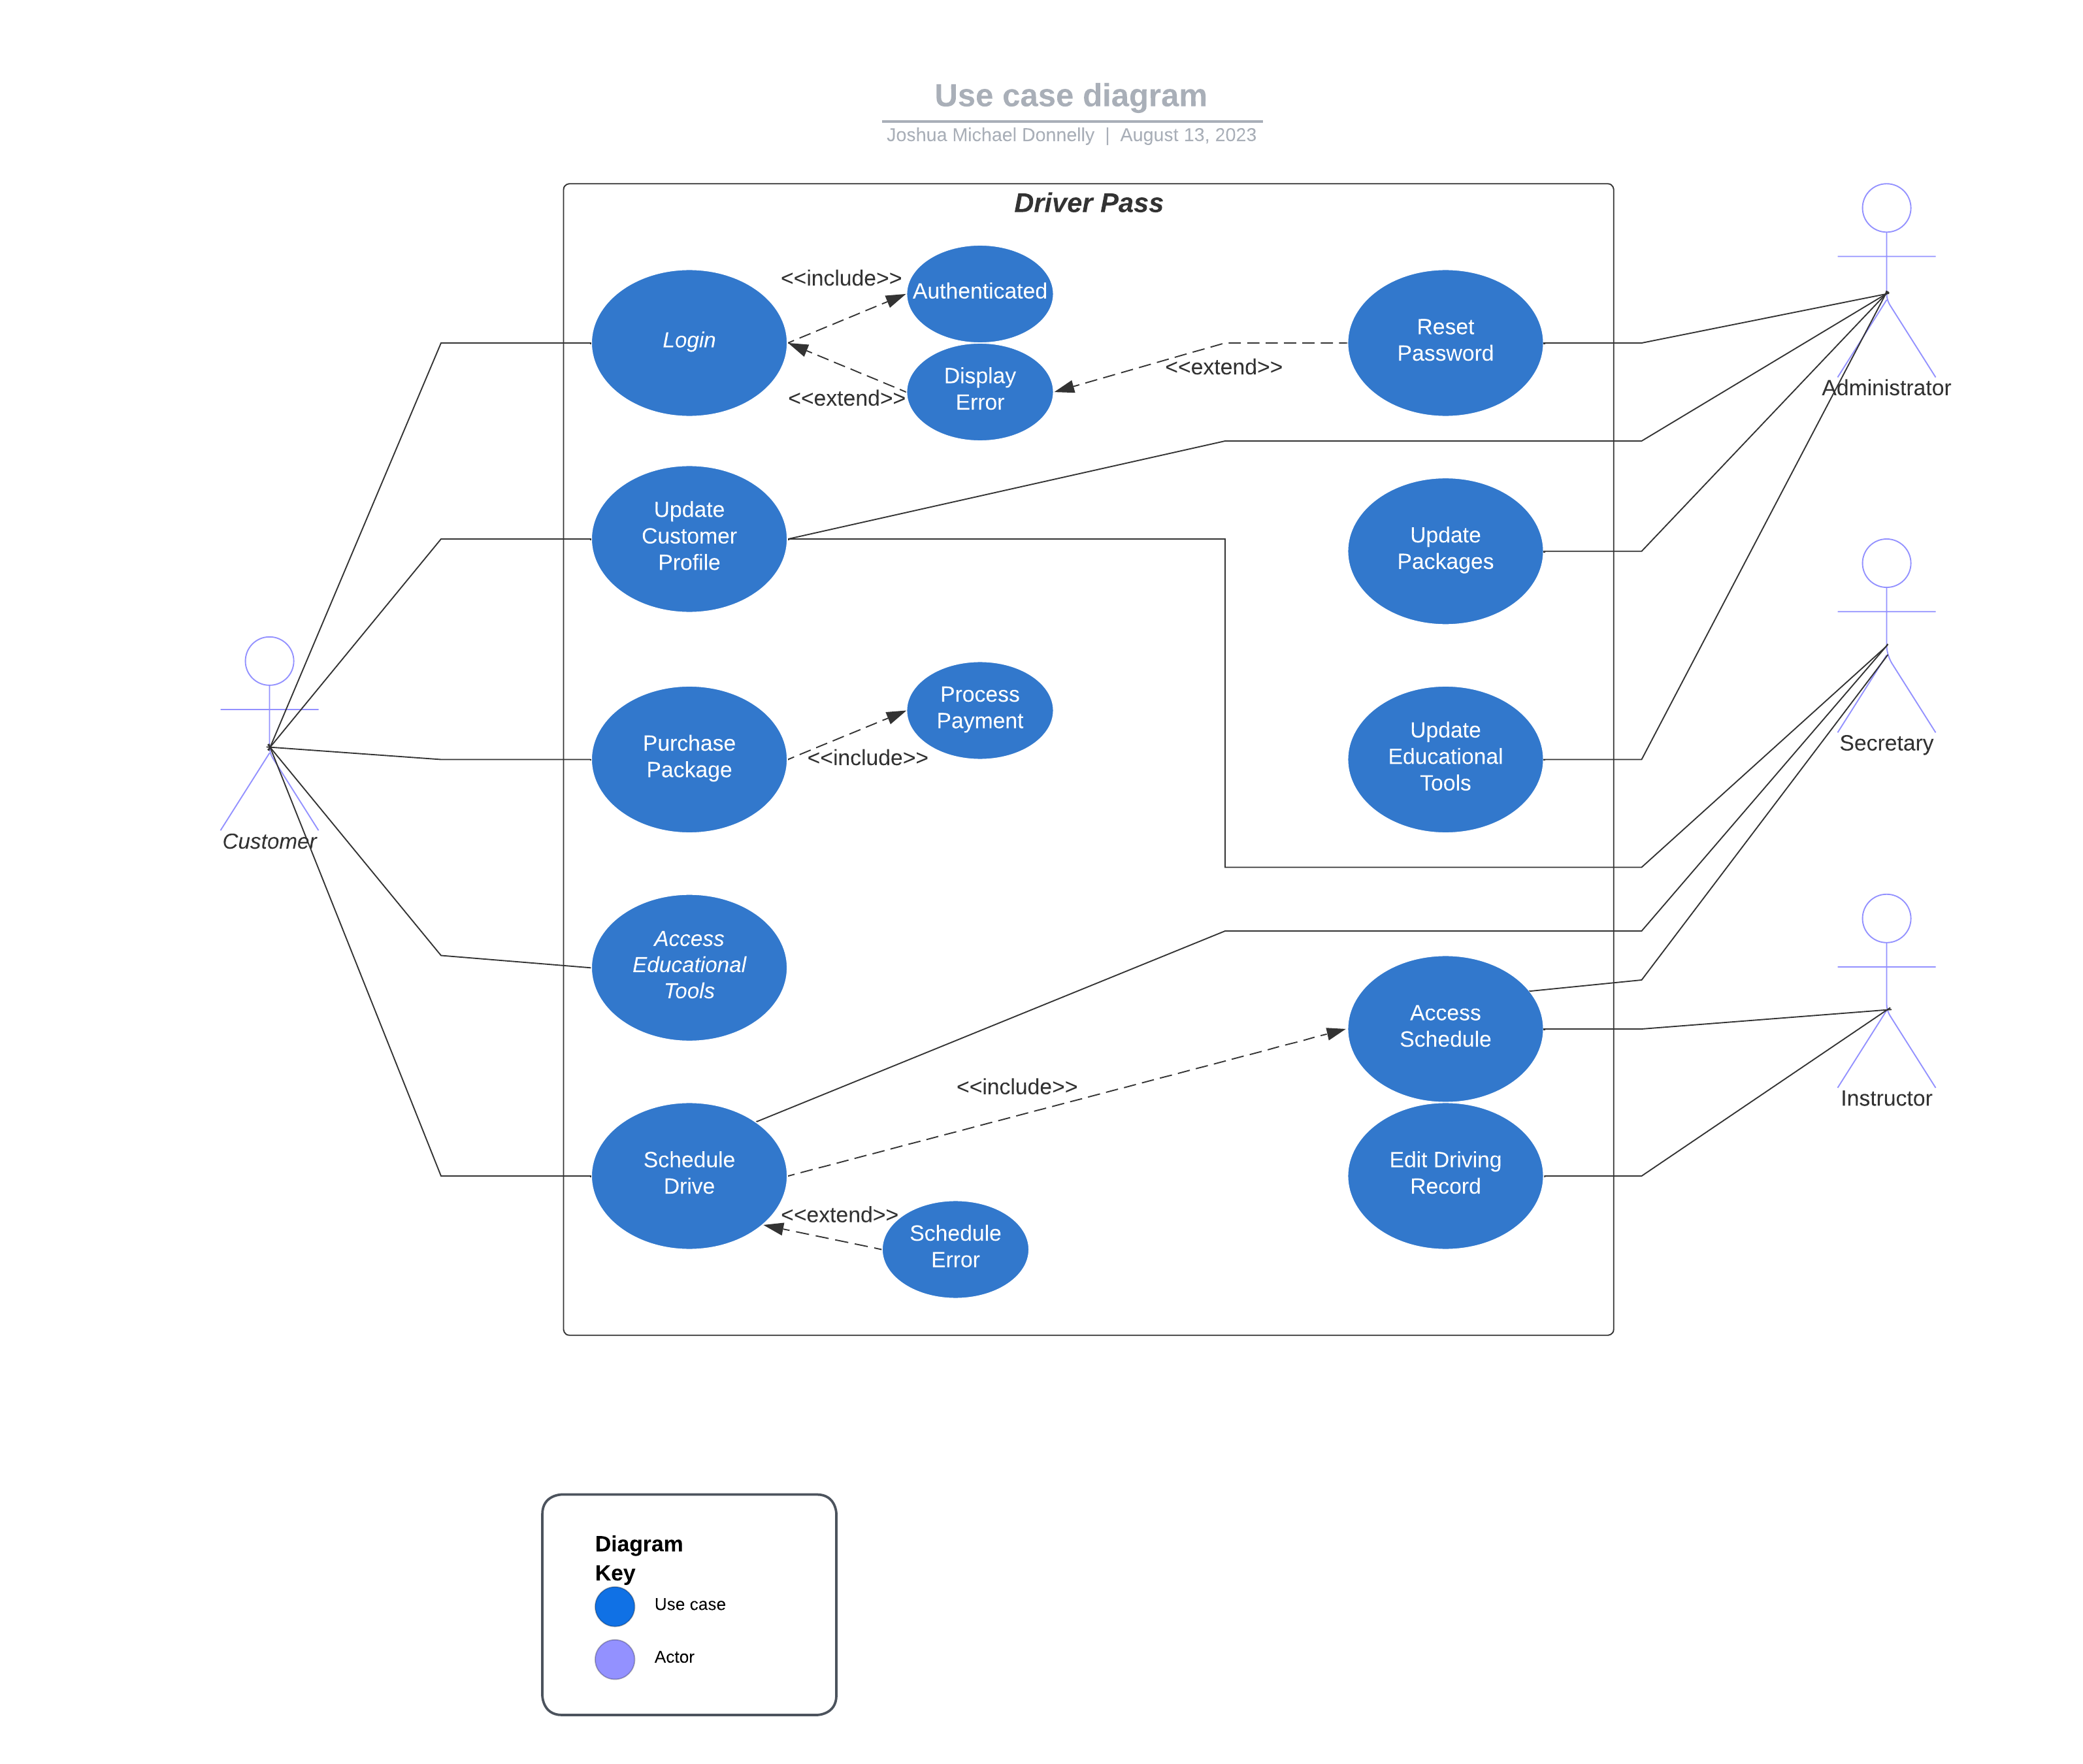 Use case diagram
Joshua Michael Donnelly | August 13, 2023
Driver Pass
<<include>>
Authenticated
Login
Reset
Password
<<extend>>
Display
Error
<<extend>>
Administrator
Update
Customer
Profile
Update
Packages
Process
Payment
Purchase
Package
<<include>>
Update
Educational
Tools
Secretary
Customer
Access
Educational
Tools
Access
Schedule
<<include>>
Instructor
Schedule
Drive
Edit Driving
Record
<<extend>>
Schedule
Error
Diagram
Key
Use case
Actor